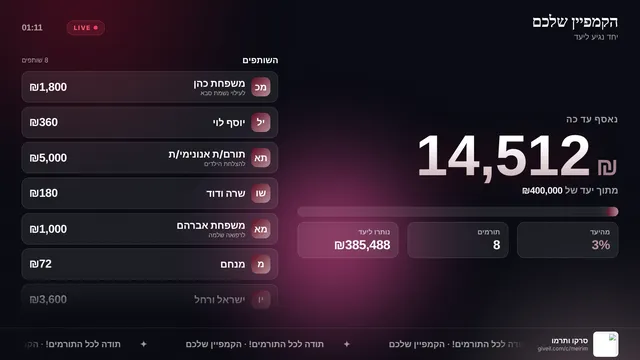 הקמפיין שלכם
יחד נגיע ליעד
LIVE
01:11
נאסף עד כה
₪ 14,512
מתוך יעד של ₪400,000
מהיעד
3%
תורמים
8
נותרו ליעד
₪385,488
השותפים
8 שותפים
מכ
משפחת כהן
לעילוי נשמת סבא
₪1,800
יל
יוסף לוי
₪360
תא
תורם/ת אנונימי/ת
להצלחת הילדים
₪5,000
שו
שרה ודוד
₪180
מא
משפחת אברהם
לרפואה שלמה
₪1,000
מ
מנחם
₪72
יו
ישראל ורחל
₪3,600
סרקו ותרמו
תודה לכל התורמים! · הקמפיין שלכם ✦ תודה לכל התורמים! · הקמפיין שלכם ✦ תודה לכל התורמים! · הקמ